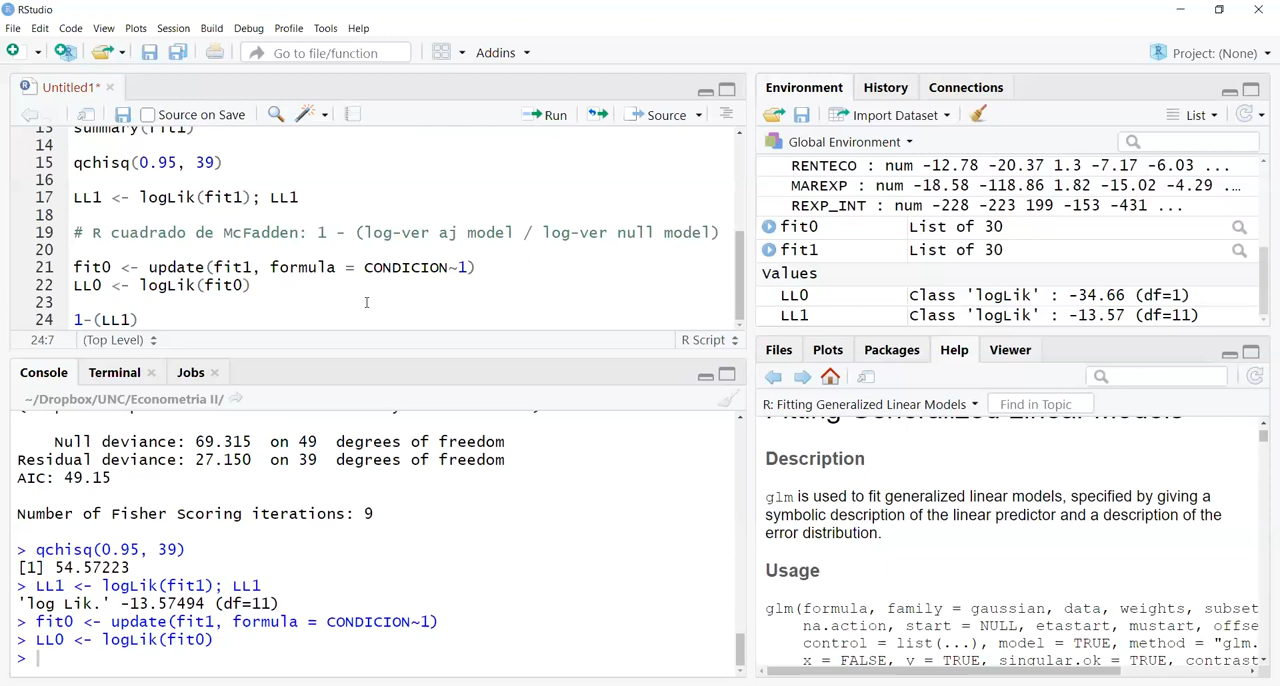 RStudio
File Edit Code View Plots Session Build Debug Profile Tools Help
Go to file/function Addins Project: (None)
Untitled1*
Source on Save Run Source
13 summary(fit1)
14
15 qchisq(0.95, 39)
16
17 LL1 <- logLik(fit1); LL1
18
19 # R cuadrado de McFadden: 1 - (log-ver aj model / log-ver null model)
20
21 fit0 <- update(fit1, formula = CONDICION~1)
22 LL0 <- logLik(fit0)
23
24 1-(LL1)
24:7 (Top Level) R Script
Console Terminal Jobs
~/Dropbox/UNC/Econometria II/
Null deviance: 69.315 on 49 degrees of freedom
Residual deviance: 27.150 on 39 degrees of freedom
AIC: 49.15
Number of Fisher Scoring iterations: 9
> qchisq(0.95, 39)
[1] 54.57223
> LL1 <- logLik(fit1); LL1
'log Lik.' -13.57494 (df=11)
> fit0 <- update(fit1, formula = CONDICION~1)
> LL0 <- logLik(fit0)
>
Environment History Connections
Import Dataset List
Global Environment
RENTECO : num -12.78 -20.37 1.3 -7.17 -6.03 ...
MAREXP : num -18.58 -118.86 1.82 -15.02 -4.29 ...
REXP_INT : num -228 -223 199 -153 -431 ...
fit0 List of 30
fit1 List of 30
Values
LL0 Class 'logLik' : -34.66 (df=1)
LL1 Class 'logLik' : -13.57 (df=11)
Files Plots Packages Help Viewer
R: Fitting Generalized Linear Models Find in Topic
Fitting Generalized Linear Models
Description
glm is used to fit generalized linear models, specified by giving a
symbolic description of the linear predictor and a description of the
error distribution.
Usage
glm(formula, family = gaussian, data, weights, subset
na.action, start = NULL, etastart, mustart, offse
control = list(...), model = TRUE, method = "glm.
x = FALSE, y = TRUE, singular.ok = TRUE, contrast